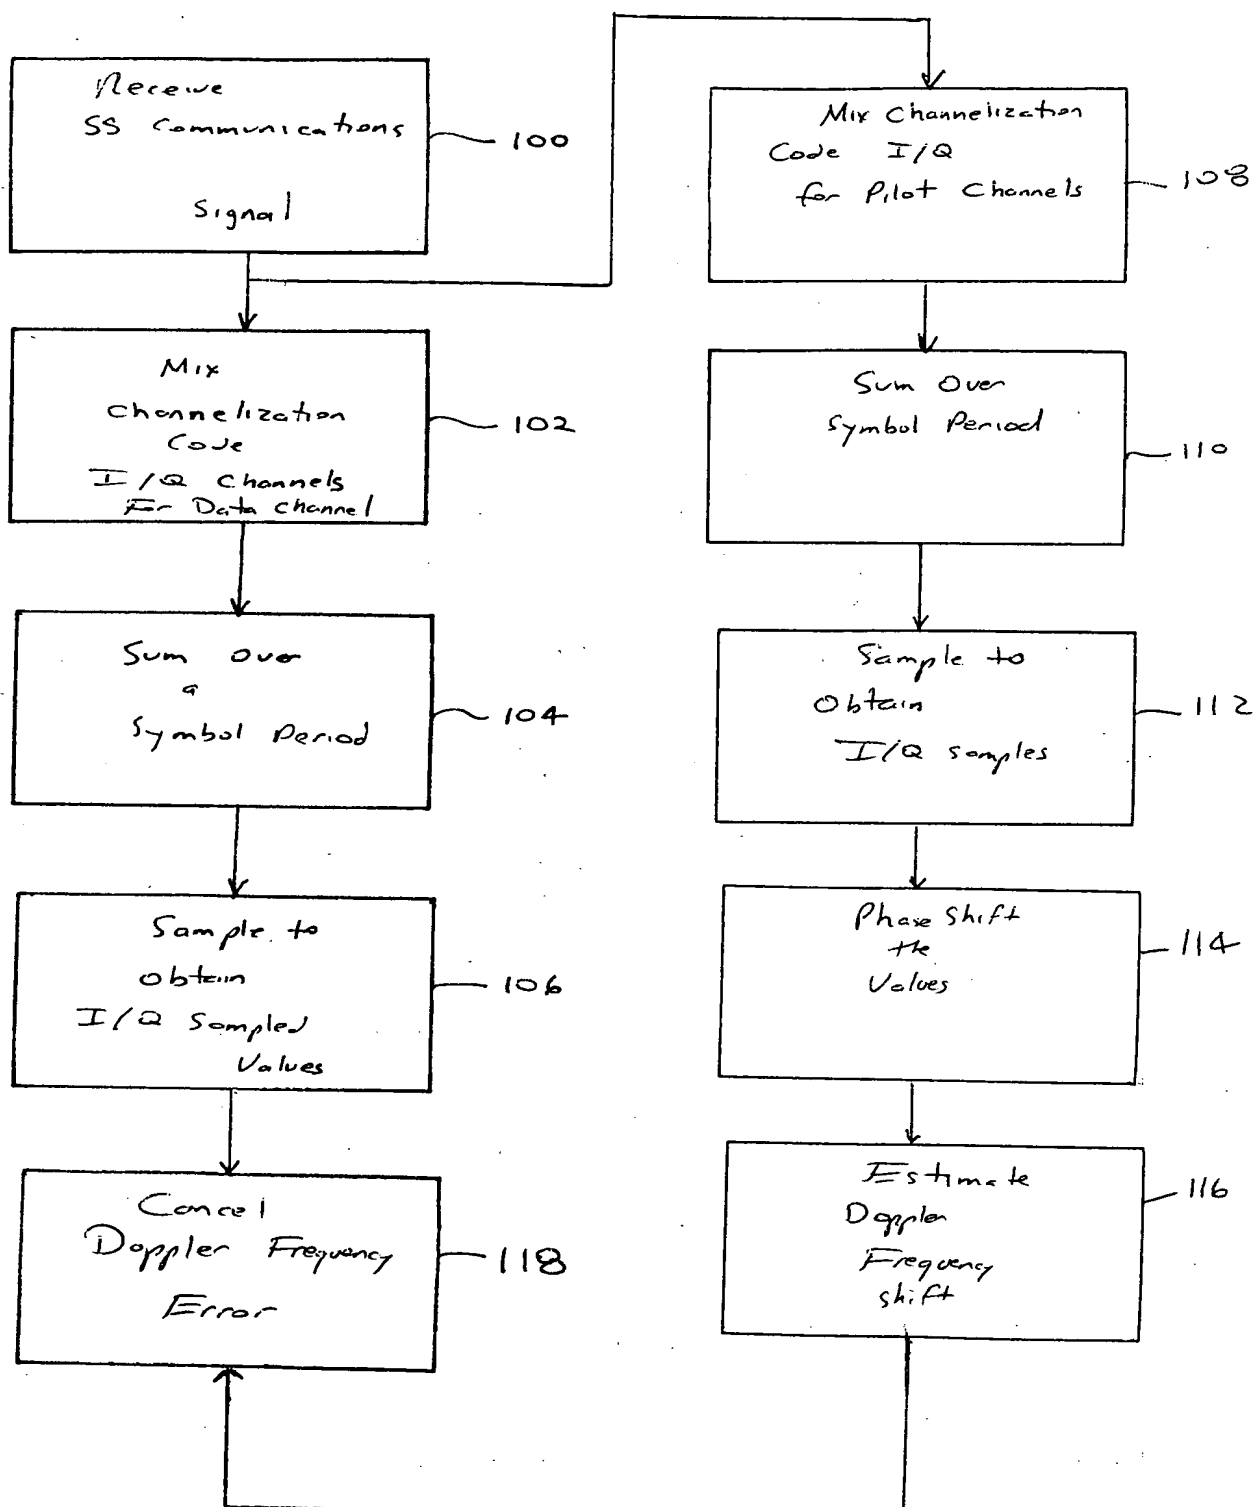 Receive
SS Communications
Signal
100
Mix
Channelization
Code
I/Q Channels
For Data Channel
102
Sum Over
a
Symbol Period
104
Sample to
Obtain
I/Q Sampled
Values
106
Cancel
Doppler Frequency
Error
118
Mix Channelization
Code I/Q
for Pilot Channels
108
Sum Over
Symbol Period
110
Sample to
Obtain
I/Q Samples
112
Phase Shift
the
Values
114
Estimate
Doppler
Frequency
shift
116